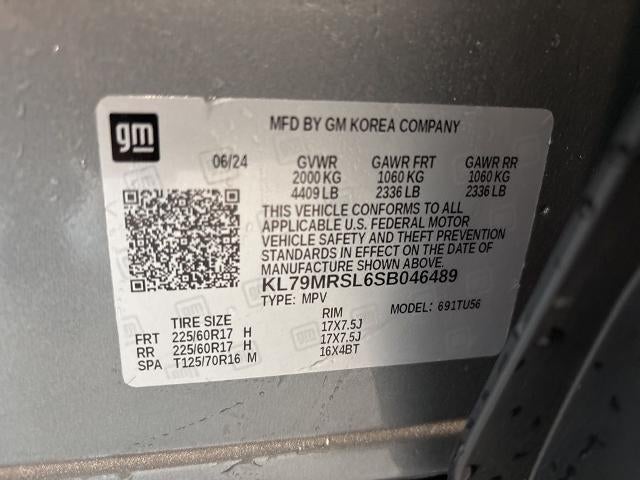 gm
MFD BY GM KOREA COMPANY
06/24 GVWR GAWR FRT GAWR RR
2000 KG 1060 KG 1060 KG
4409 LB 2336 LB 2336 LB
THIS VEHICLE CONFORMS TO ALL
APPLICABLE U.S. FEDERAL MOTOR
VEHICLE SAFETY AND THEFT PREVENTION
STANDARDS IN EFFECT ON THE DATE OF
MANUFACTURE SHOWN ABOVE.
KL79MRSL6SB046489
TYPE: MPV MODEL: 691TU56
TIRE SIZE RIM
FRT 225/60R17 H 17X7.5J
RR 225/60R17 H 17X7.5J
SPA T125/70R16 M 16X4BT